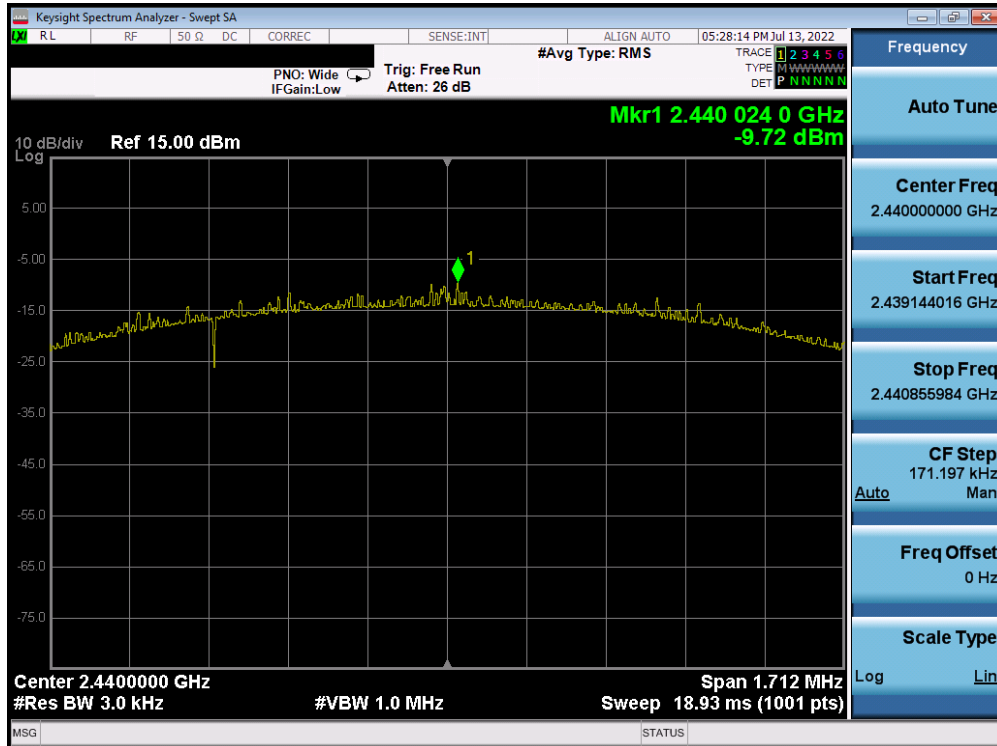 Keysight Spectrum Analyzer - Swept SA
LXI RL RF 50 Ω DC CORREC SENSE:INT ALIGN AUTO 05:28:14 PM Jul 13, 2022
#Avg Type: RMS TRACE 1 2 3 4 5 6
PNO: Wide Trig: Free Run TYPE M WWWWW
IFGain:Low Atten: 26 dB DET P N N N N N
Mkr1 2.440 024 0 GHz
-9.72 dBm
10 dB/div Ref 15.00 dBm
Log
5.00
-5.00
1
-15.0
-25.0
-35.0
-45.0
-55.0
-65.0
-75.0
Center 2.4400000 GHz Span 1.712 MHz
#Res BW 3.0 kHz #VBW 1.0 MHz Sweep 18.93 ms (1001 pts)
MSG STATUS
Frequency
Auto Tune
Center Freq
2.440000000 GHz
Start Freq
2.439144016 GHz
Stop Freq
2.440855984 GHz
CF Step
171.197 kHz
Auto Man
Freq Offset
0 Hz
Scale Type
Log Lin